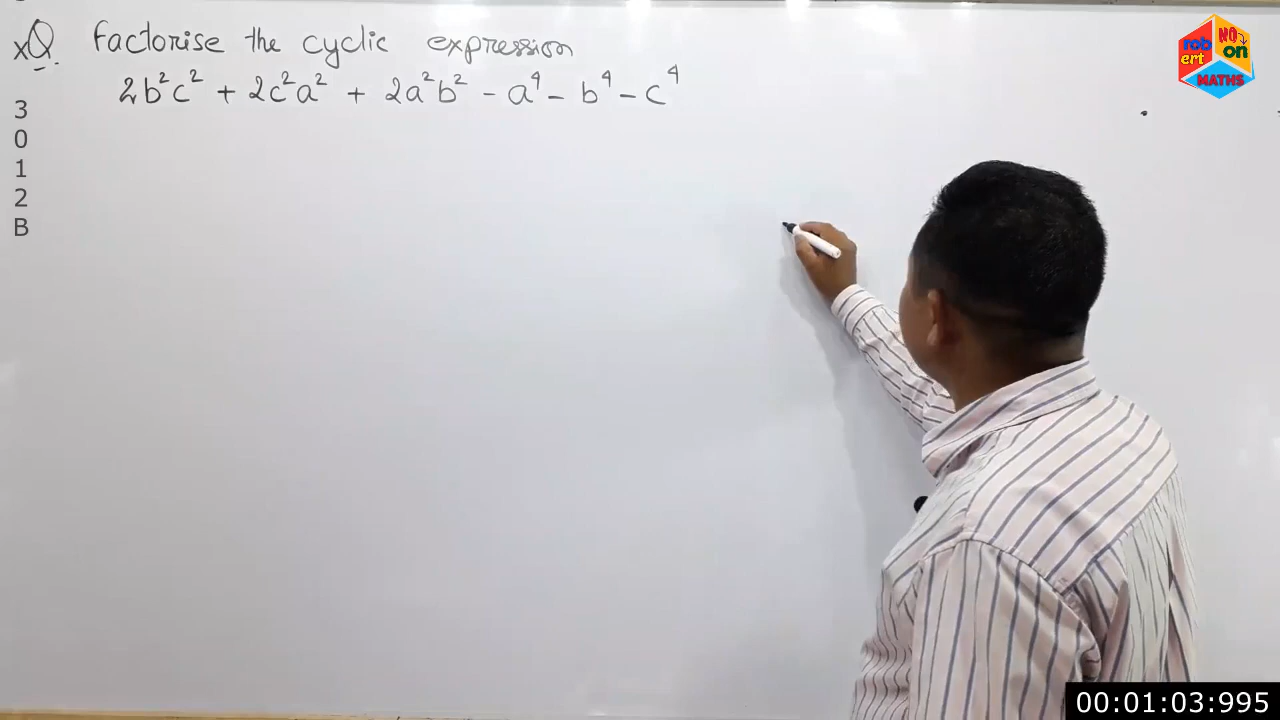 xQ. Factorise the cyclic expression
2b²c² + 2c²a² + 2a²b² - a⁴ - b⁴ - c⁴
3
0
1
2
B
rob NO
ert on
MATHS
00:01:03:995